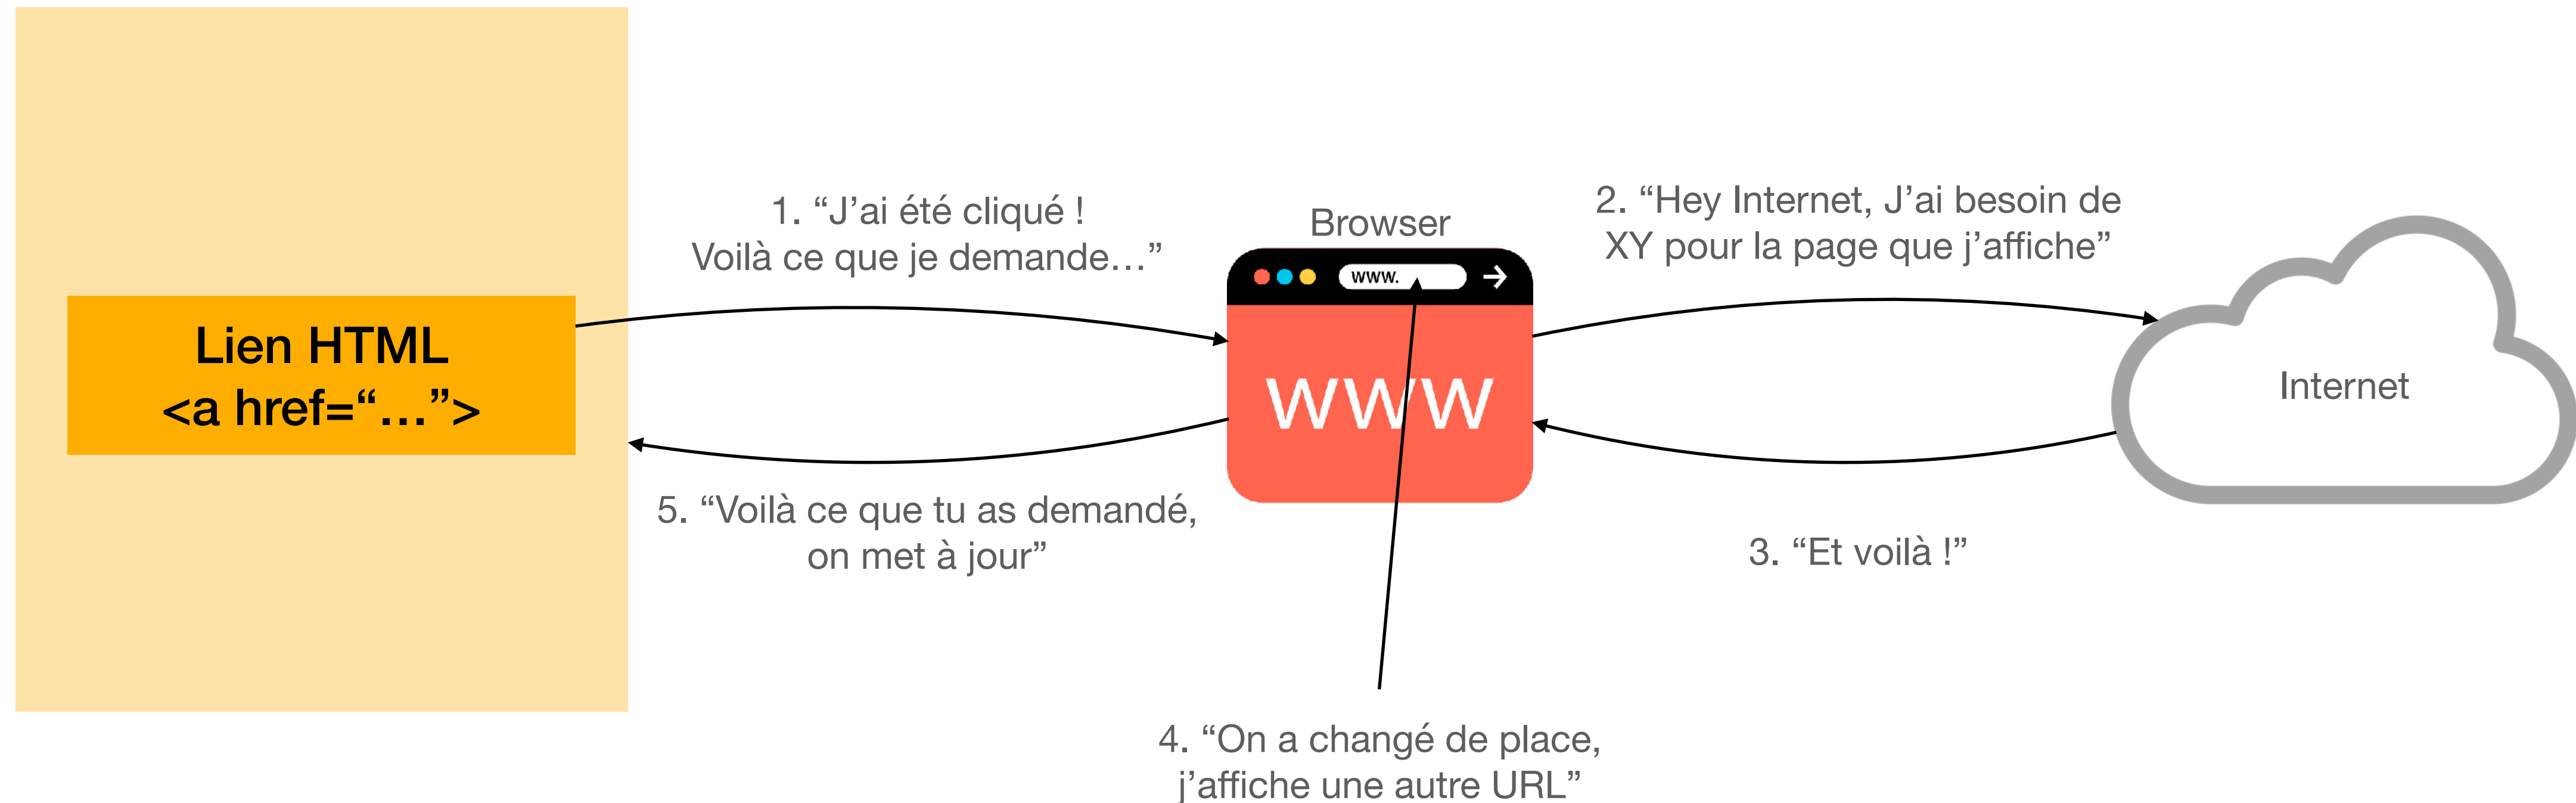 Lien HTML
<a href=“…”>
1. “J’ai été cliqué !
Voilà ce que je demande…”
Browser
www.
WWW
2. “Hey Internet, J’ai besoin de
XY pour la page que j’affiche”
Internet
5. “Voilà ce que tu as demandé,
on met à jour”
3. “Et voilà !”
4. “On a changé de place,
j’affiche une autre URL”